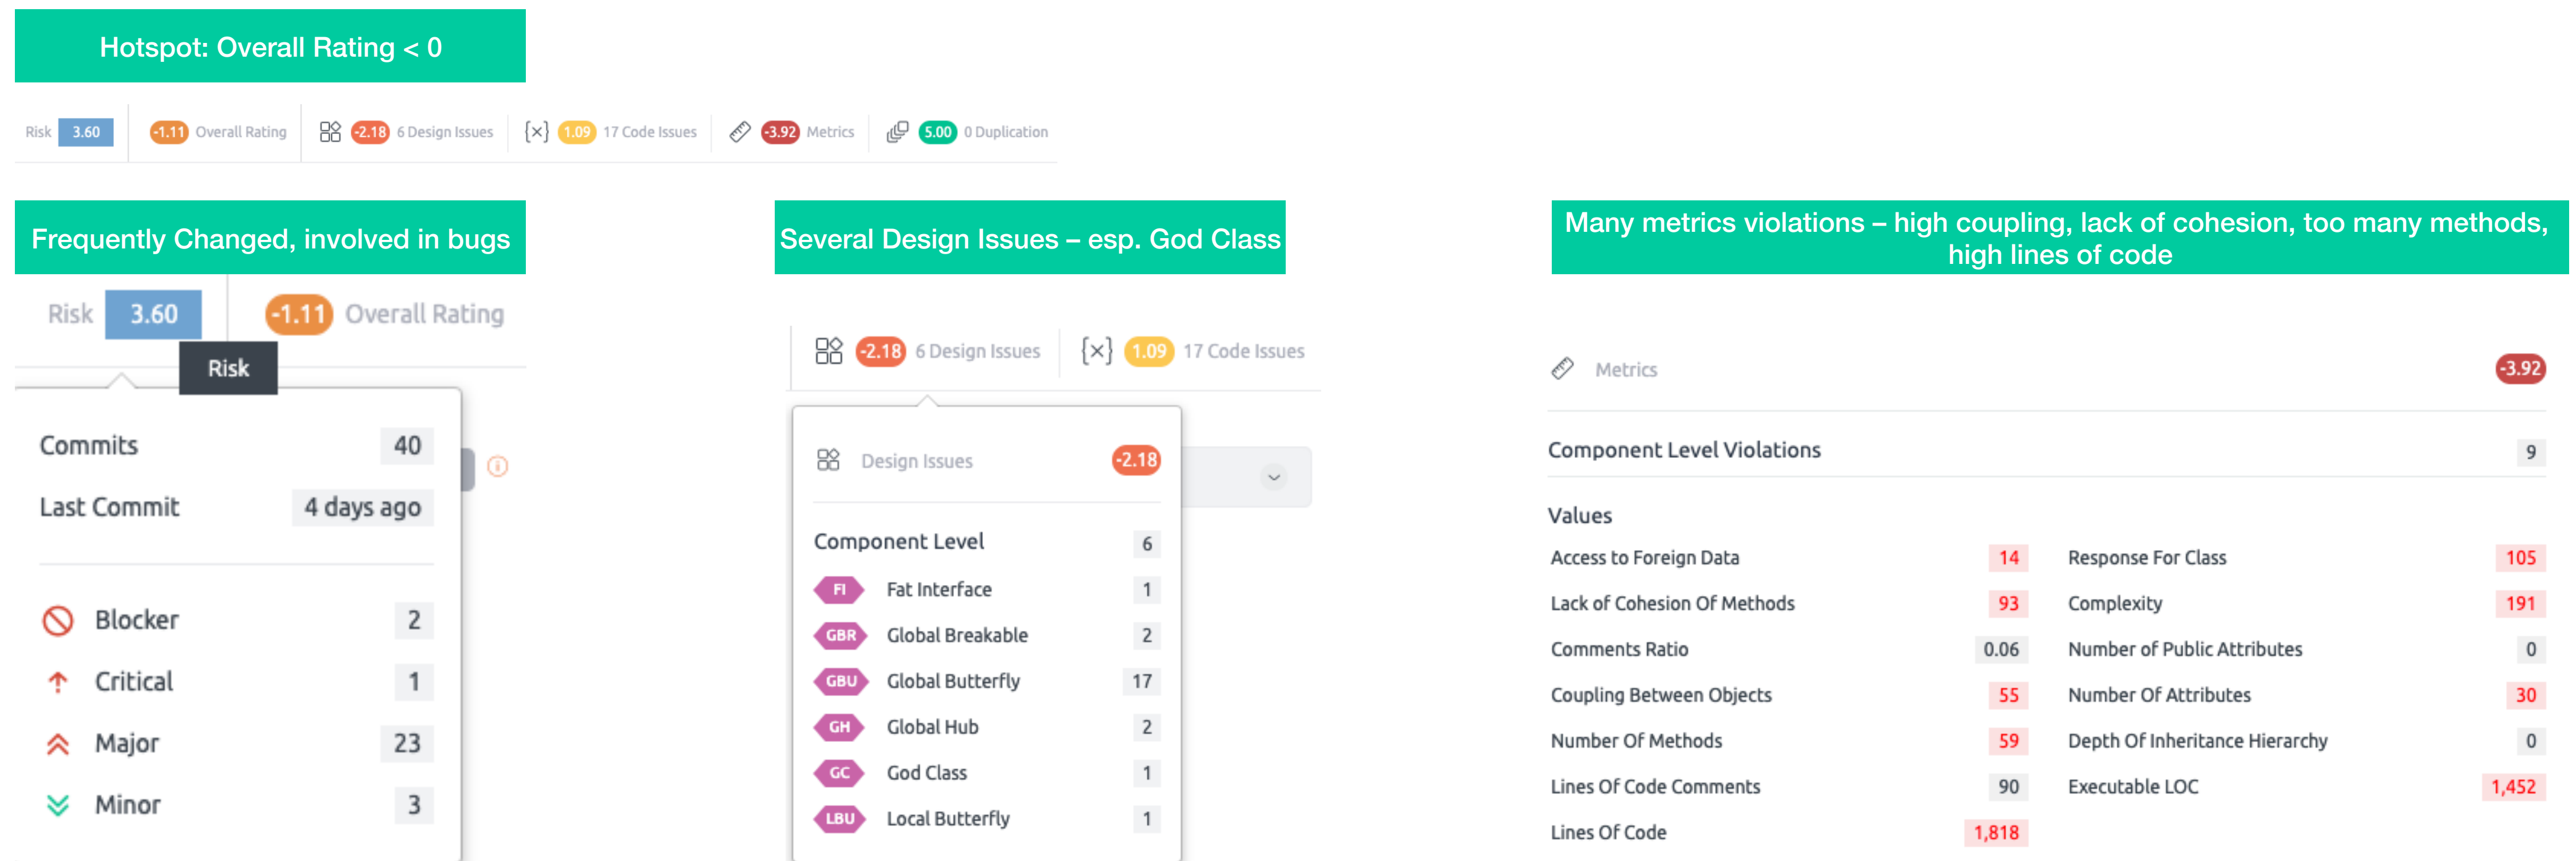 Hotspot: Overall Rating < 0
Risk 3.60 -1.11 Overall Rating -2.18 6 Design Issues {×} 1.09 17 Code Issues -3.92 Metrics 5.00 0 Duplication
Frequently Changed, involved in bugs
Risk 3.60 -1.11 Overall Rating
Risk
Commits 40
Last Commit 4 days ago
Blocker 2
Critical 1
Major 23
Minor 3
Several Design Issues – esp. God Class
-2.18 6 Design Issues {×} 1.09 17 Code Issues
Design Issues -2.18
Component Level 6
FI Fat Interface 1
GBR Global Breakable 2
GBU Global Butterfly 17
GH Global Hub 2
GC God Class 1
LBU Local Butterfly 1
Many metrics violations – high coupling, lack of cohesion, too many methods,
high lines of code
Metrics -3.92
Component Level Violations 9
Values
Access to Foreign Data 14 Response For Class 105
Lack of Cohesion Of Methods 93 Complexity 191
Comments Ratio 0.06 Number of Public Attributes 0
Coupling Between Objects 55 Number Of Attributes 30
Number Of Methods 59 Depth Of Inheritance Hierarchy 0
Lines Of Code Comments 90 Executable LOC 1,452
Lines Of Code 1,818